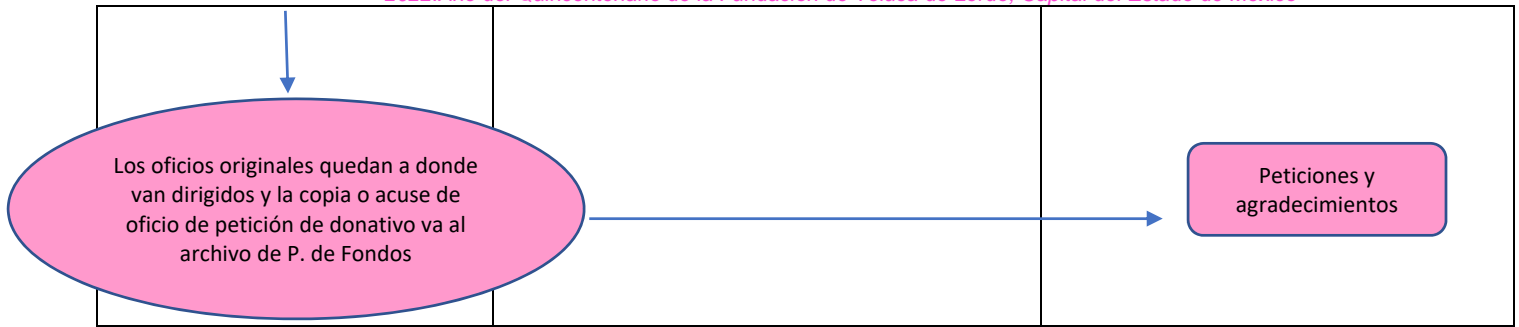 Los oficios originales quedan a donde
van dirigidos y la copia o acuse de
oficio de petición de donativo va al
archivo de P. de Fondos
Peticiones y
agradecimientos